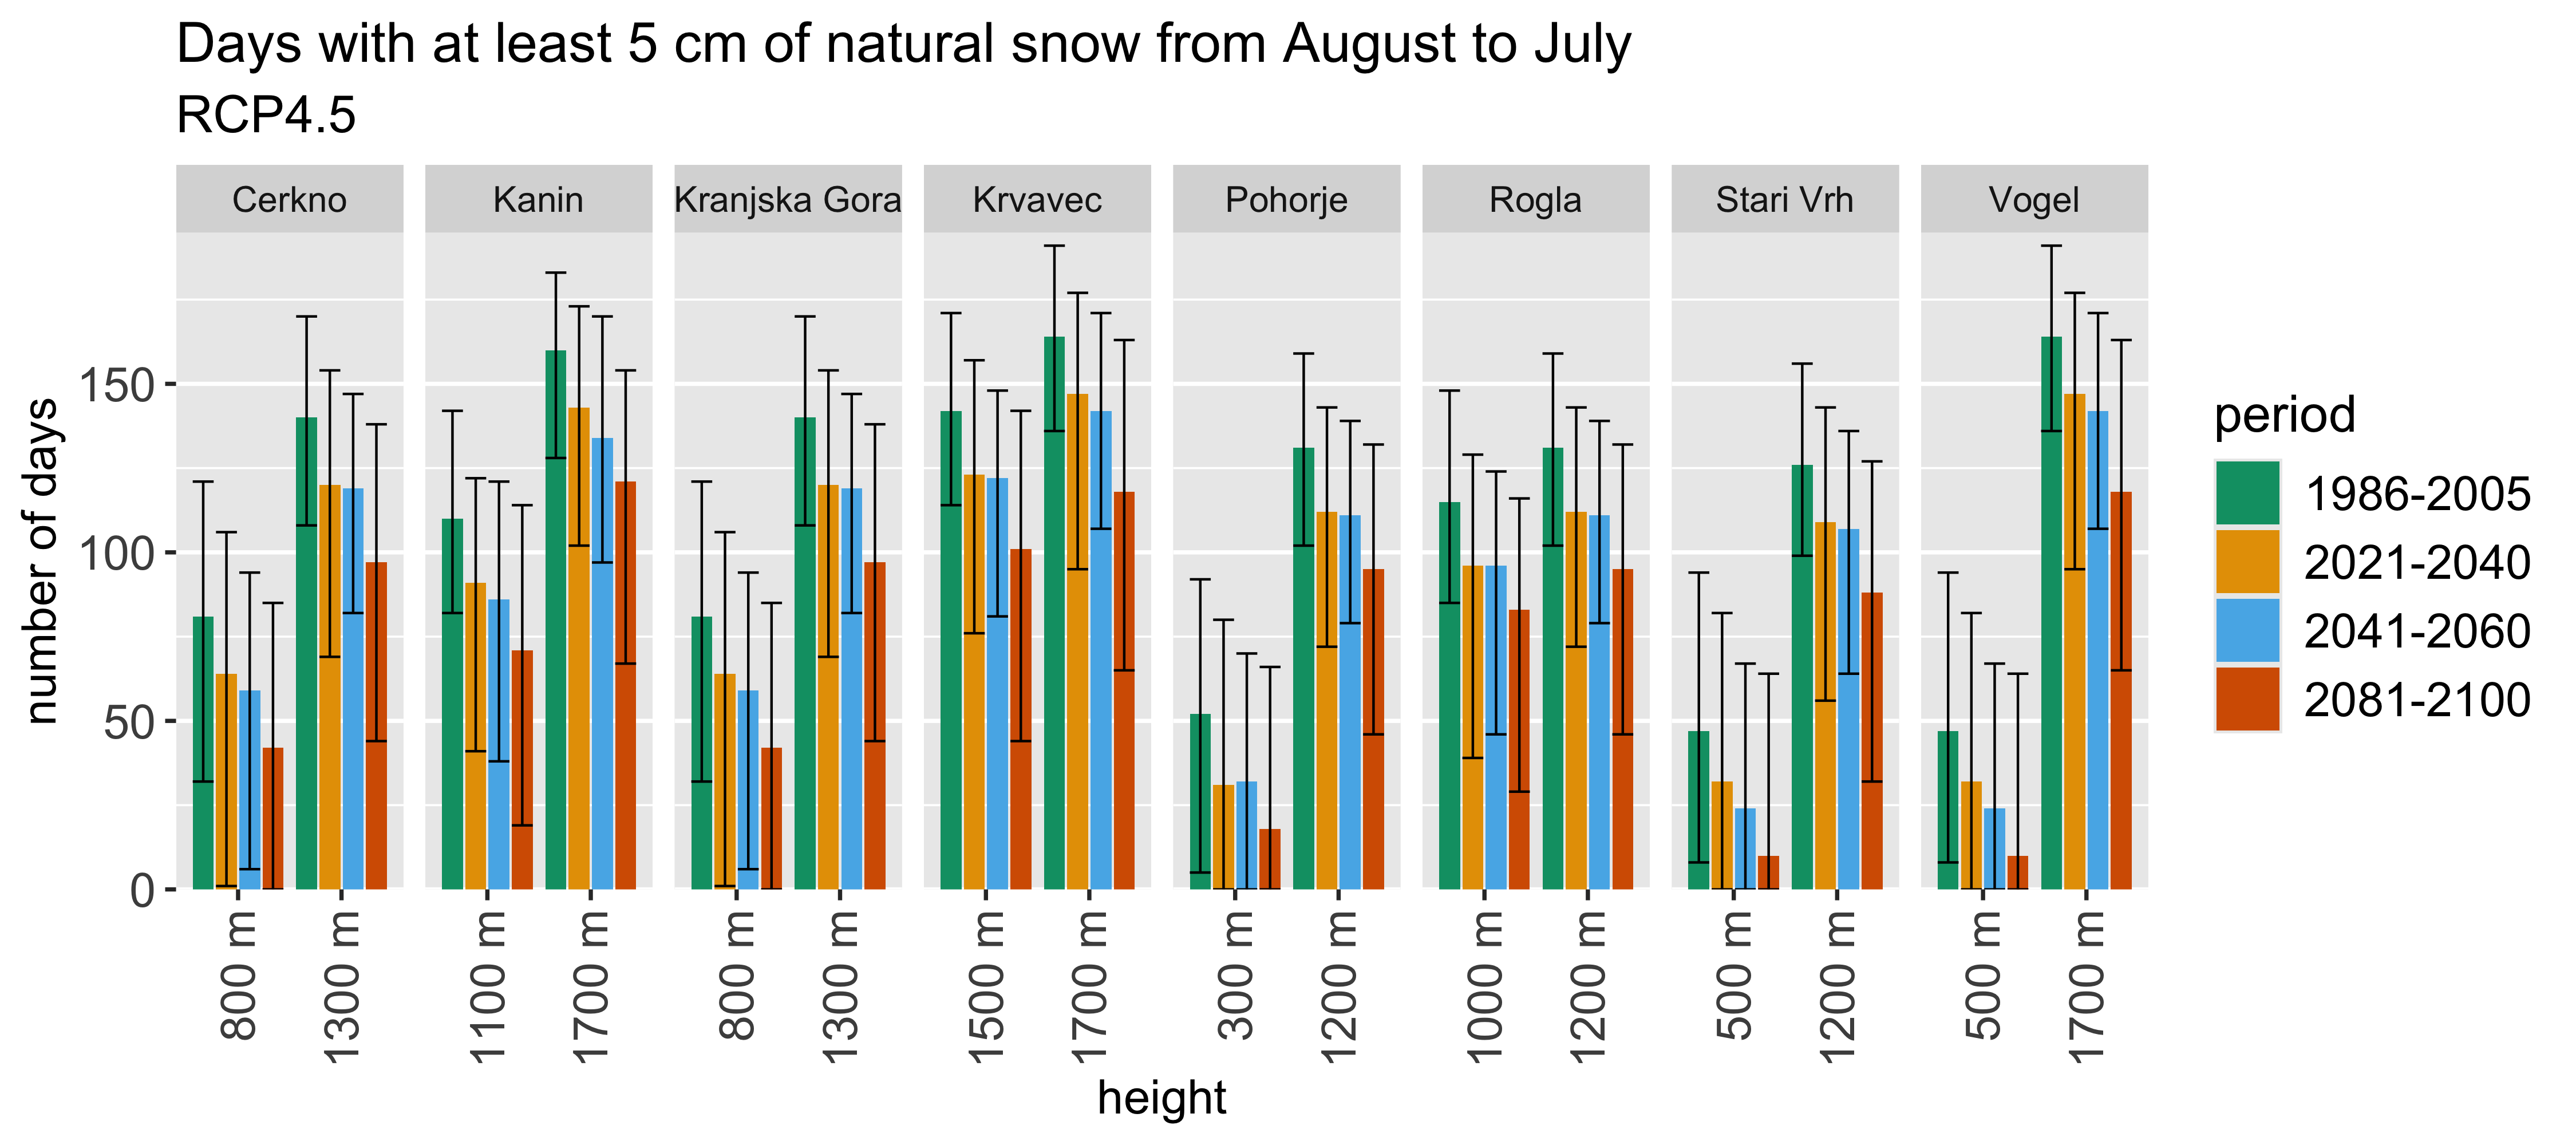 Days with at least 5 cm of natural snow from August to July
RCP4.5
Cerkno Kanin Kranjska Gora Krvavec Pohorje Rogla Stari Vrh Vogel
number of days
150
100
50
0
800 m 1300 m 1100 m 1700 m 800 m 1300 m 1500 m 1700 m 300 m 1200 m 1000 m 1200 m 500 m 1200 m 500 m 1700 m
height
period
1986-2005
2021-2040
2041-2060
2081-2100